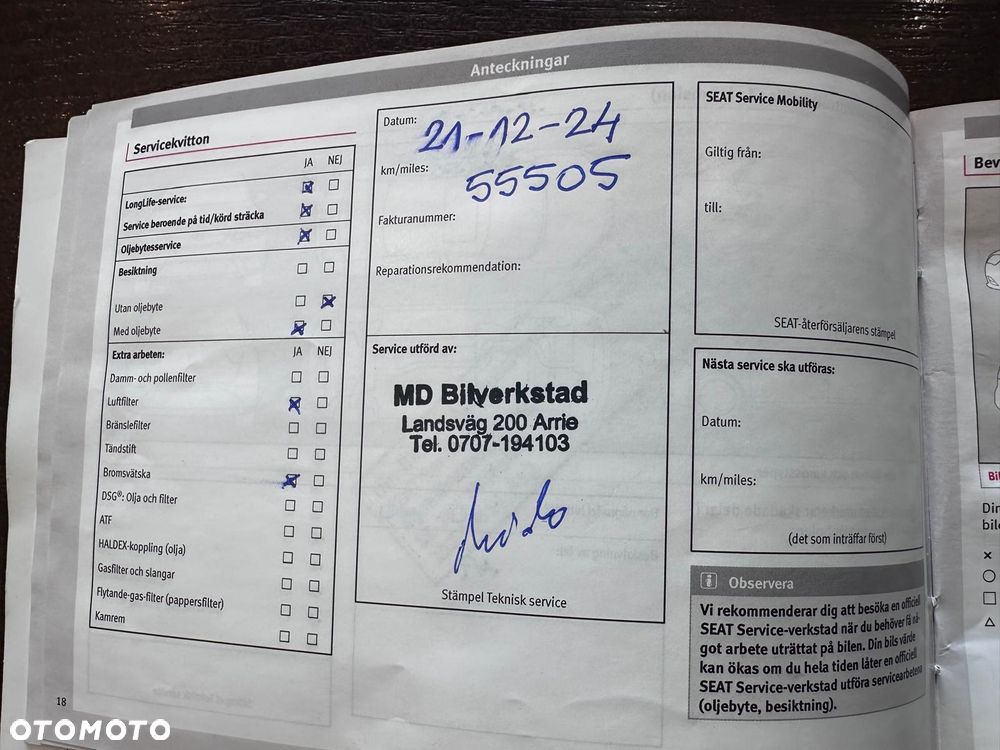 Anteckningar
Servicekvitton
JA NEJ
LongLife-service:
Service beroende på tid/körd sträcka
Oljebytesservice
Besiktning
Utan oljebyte
Med oljebyte
Extra arbeten: JA NEJ
Damm- och pollenfilter
Luftfilter
Bränslefilter
Tändstift
Bromsvätska
DSG®: Olja och filter
ATF
HALDEX-koppling (olja)
Gasfilter och slangar
Flytande-gas-filter (pappersfilter)
Kamrem
18
Datum: 21-12-24
km/miles: 55505
Fakturanummer:
Reparationsrekommendation:
Service utförd av:
MD Bilverkstad
Landsväg 200 Arrie
Tel. 0707-194103
Stämpel Teknisk service
SEAT Service Mobility
Giltig från:
till:
SEAT-återförsäljarens stämpel
Nästa service ska utföras:
Datum:
km/miles:
(det som inträffar först)
i Observera
Vi rekommenderar dig att besöka en officiell
SEAT Service-verkstad när du behöver få nå-
got arbete uträttat på bilen. Din bils värde
kan ökas om du hela tiden låter en officiell
SEAT Service-verkstad utföra servicearbetena
(oljebyte, besiktning).
Bev
Bil
Din
bile
OTOMOTO